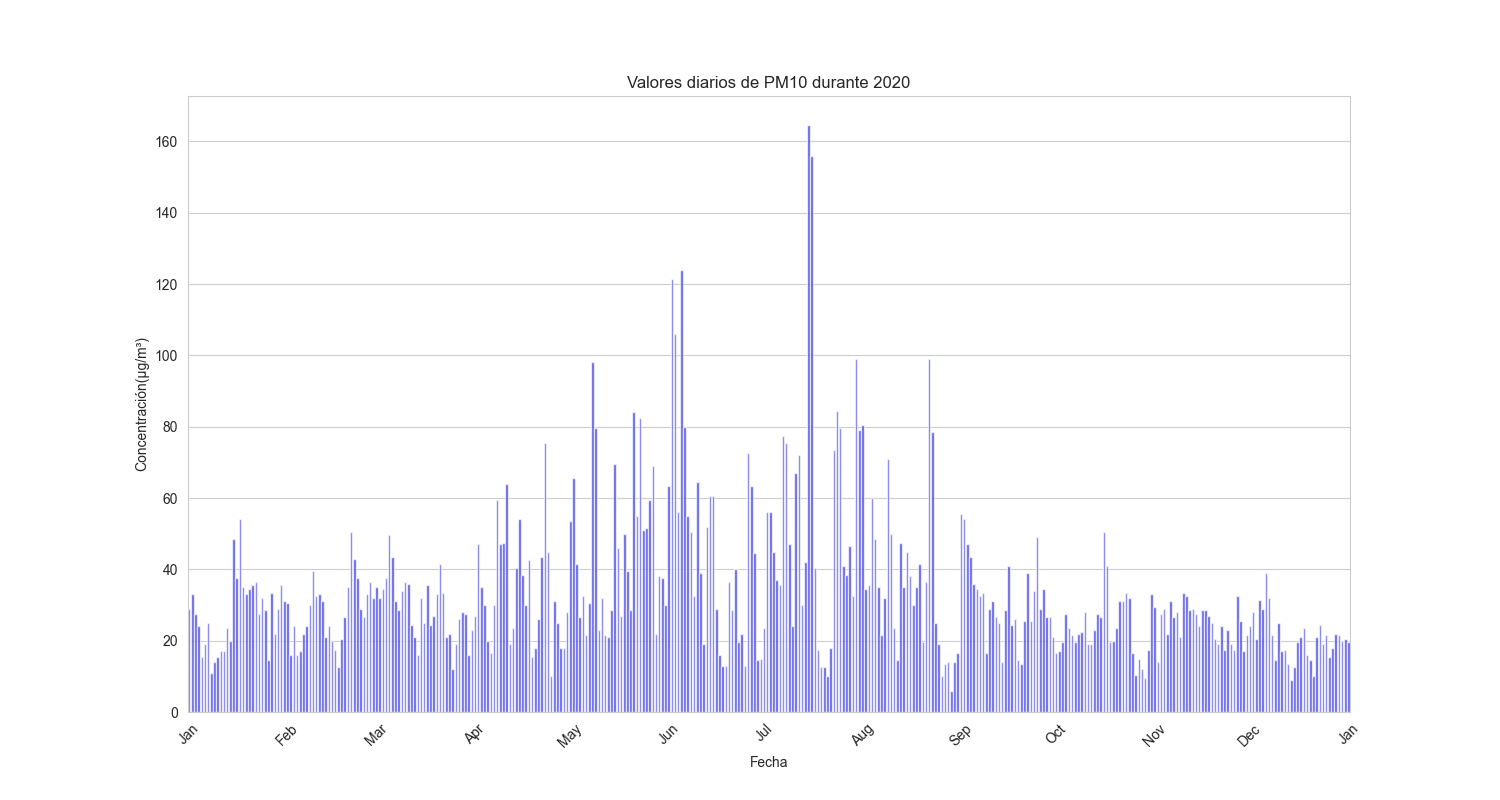 Valores diarios de PM10 durante 2020
160
140
120
100
80
60
40
20
0
Concentración(µg/m³)
Jan Feb Mar Apr May Jun Jul Aug Sep Oct Nov Dec Jan
Fecha